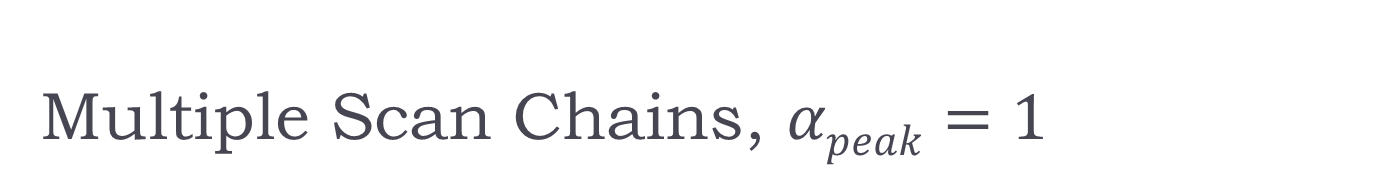 Multiple Scan Chains, α_peak = 1